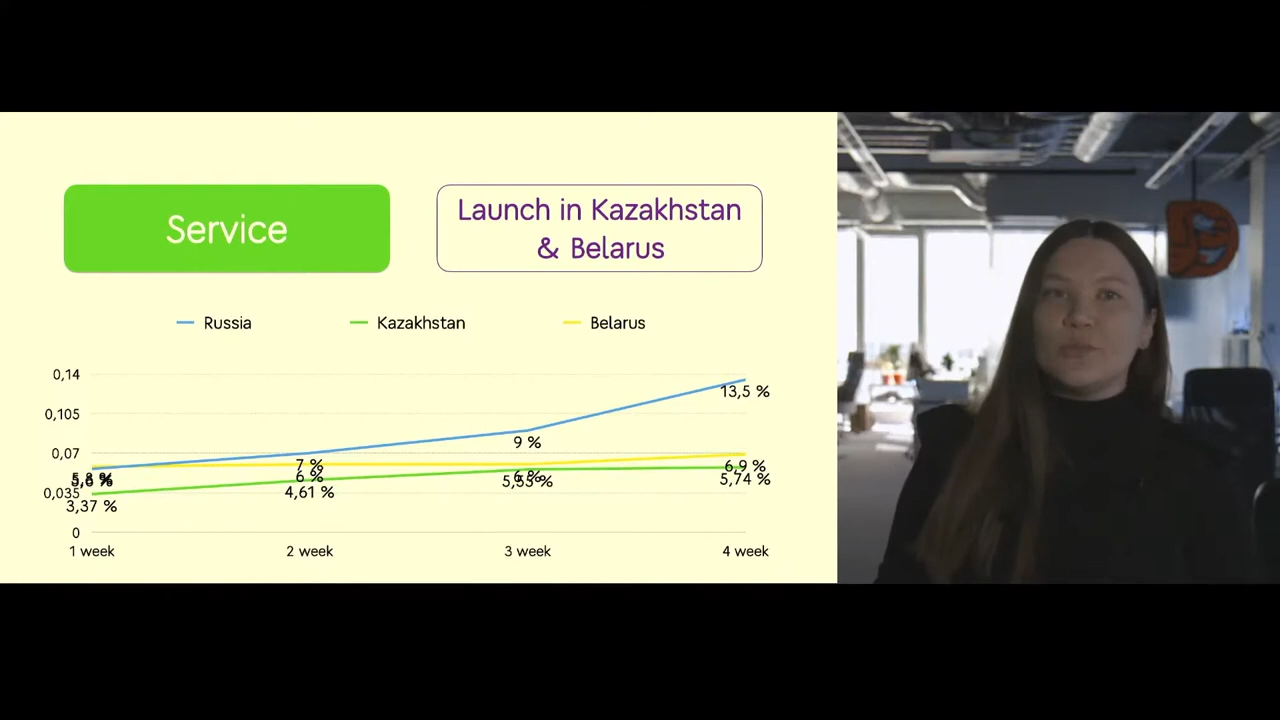 Service
Launch in Kazakhstan
& Belarus
Russia
Kazakhstan
Belarus
0,14
0,105
0,07
0,035
0
13,5 %
9 %
7 %
6 %
4,61 %
3,37 %
5,55 %
6,9 %
5,74 %
1 week
2 week
3 week
4 week